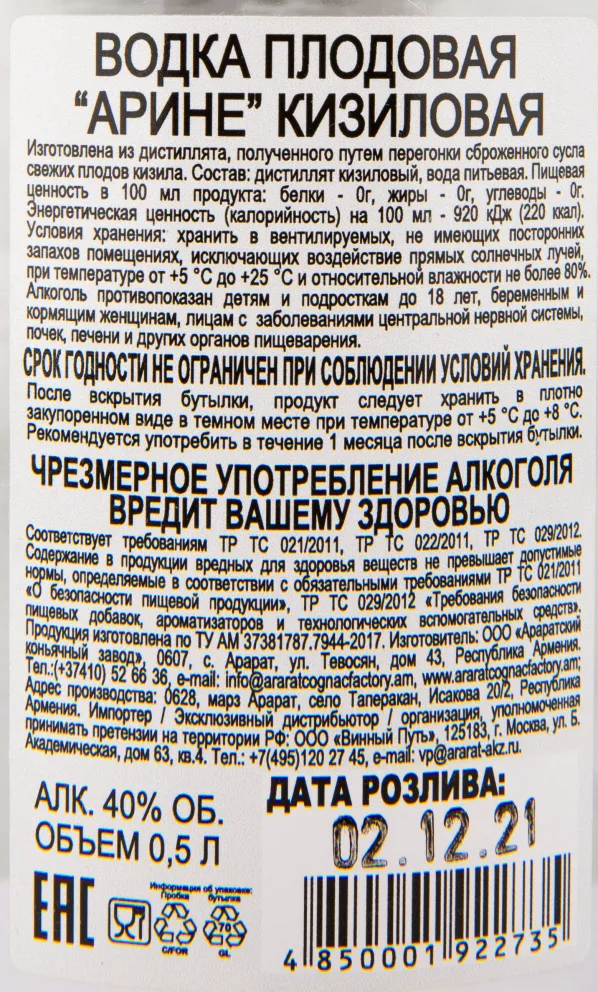 ВОДКА ПЛОДОВАЯ
“АРИНЕ” КИЗИЛОВАЯ
Изготовлена из дистиллята, полученного путем перегонки сброженного сусла
свежих плодов кизила. Состав: дистиллят кизиловый, вода питьевая. Пищевая
ценность в 100 мл продукта: белки - 0г, жиры - 0г, углеводы - 0г.
Энергетическая ценность (калорийность) на 100 мл - 920 кДж (220 ккал).
Условия хранения: хранить в вентилируемых, не имеющих посторонних
запахов помещениях, исключающих воздействие прямых солнечных лучей,
при температуре от +5 °С до +25 °С и относительной влажности не более 80%.
Алкоголь противопоказан детям и подросткам до 18 лет, беременным и
кормящим женщинам, лицам с заболеваниями центральной нервной системы,
почек, печени и других органов пищеварения.
СРОК ГОДНОСТИ НЕ ОГРАНИЧЕН ПРИ СОБЛЮДЕНИИ УСЛОВИЙ ХРАНЕНИЯ.
После вскрытия бутылки, продукт следует хранить в плотно
закупоренном виде в темном месте при температуре от +5 °С до +8 °С.
Рекомендуется употребить в течение 1 месяца после вскрытия бутылки.
ЧРЕЗМЕРНОЕ УПОТРЕБЛЕНИЕ АЛКОГОЛЯ
ВРЕДИТ ВАШЕМУ ЗДОРОВЬЮ
Соответствует требованиям ТР ТС 021/2011, ТР ТС 022/2011, ТР ТС 029/2012.
Содержание в продукции вредных для здоровья веществ не превышает допустимые
нормы, определяемые в соответствии с обязательными требованиями ТР ТС 021/2011
«О безопасности пищевой продукции», ТР ТС 029/2012 «Требования безопасности
пищевых добавок, ароматизаторов и технологических вспомогательных средств».
Продукция изготовлена по ТУ АМ 37381787.7944-2017. Изготовитель: ООО «Араратский
коньячный завод», 0607, с. Арарат, ул. Тевосян, дом 43, Республика Армения.
Тел.:(+37410) 52 66 36, e-mail: info@araratcognacfactory.am, www.araratcognacfactory.am;
Адрес производства: 0628, марз Арарат, село Таперакан, Исакова 20/2, Республика
Армения. Импортер / Эксклюзивный дистрибьютор / организация, уполномоченная
принимать претензии на территории РФ: ООО «Винный Путь», 125183, г. Москва, ул. Б.
Академическая, дом 63, кв.4. Тел.: +7(495)120 27 45, e-mail: vp@ararat-akz.ru.
АЛК. 40% ОБ.
ОБЪЕМ 0,5 Л
ДАТА РОЗЛИВА:
02.12.21
EAC
Информация об упаковке:
Пробка бутылка
70
C/FOR GL
4 850001 922735